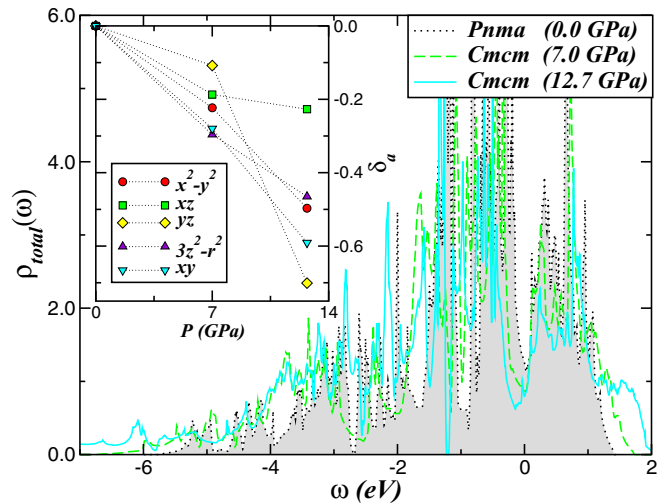 6.0
4.0
2.0
0.0
ρtotal(ω)
-6
-4
-2
0
2
ω (eV)
Pnma (0.0 GPa)
Cmcm (7.0 GPa)
Cmcm (12.7 GPa)
0.0
-0.2
-0.4
-0.6
δa
x²-y²
xz
yz
3z²-r²
xy
0
7
14
P (GPa)